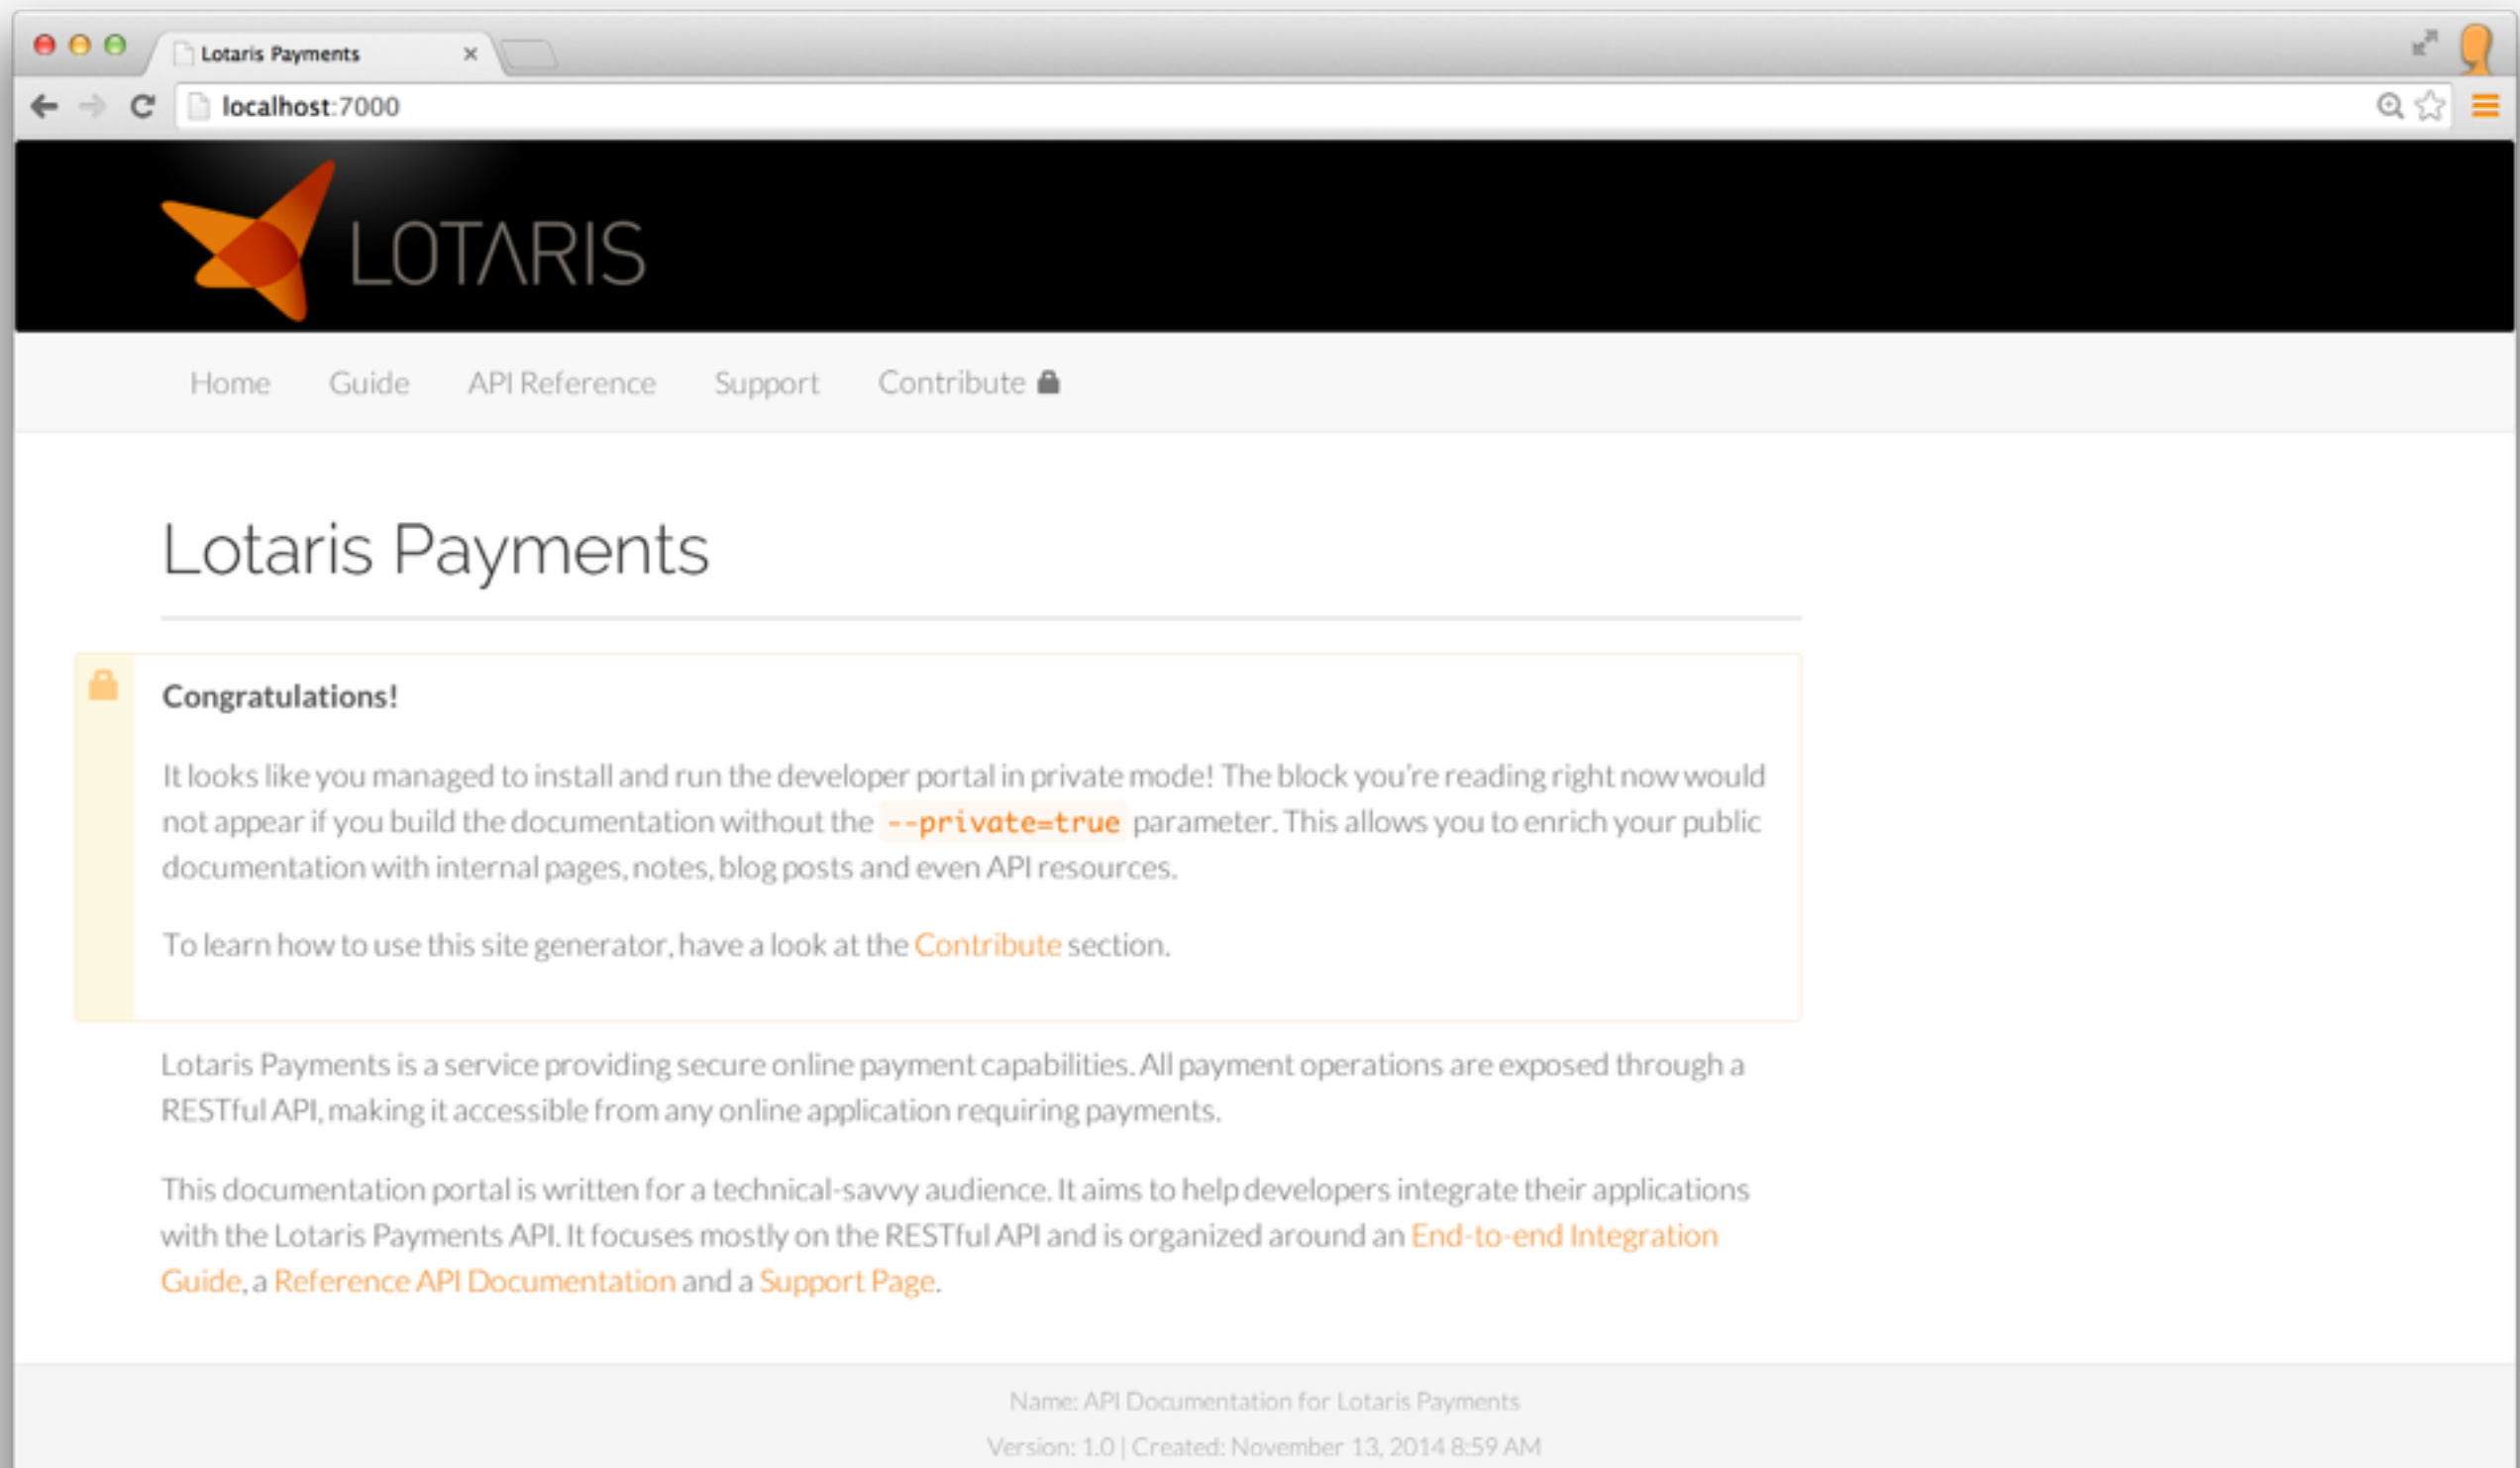 Lotaris Payments
localhost:7000
LOTARIS
Home Guide API Reference Support Contribute
Lotaris Payments
Congratulations!
It looks like you managed to install and run the developer portal in private mode! The block you're reading right now would
not appear if you build the documentation without the --private=true parameter. This allows you to enrich your public
documentation with internal pages, notes, blog posts and even API resources.
To learn how to use this site generator, have a look at the Contribute section.
Lotaris Payments is a service providing secure online payment capabilities. All payment operations are exposed through a
RESTful API, making it accessible from any online application requiring payments.
This documentation portal is written for a technical-savvy audience. It aims to help developers integrate their applications
with the Lotaris Payments API. It focuses mostly on the RESTful API and is organized around an End-to-end Integration
Guide, a Reference API Documentation and a Support Page.
Name: API Documentation for Lotaris Payments
Version: 1.0 | Created: November 13, 2014 8:59 AM